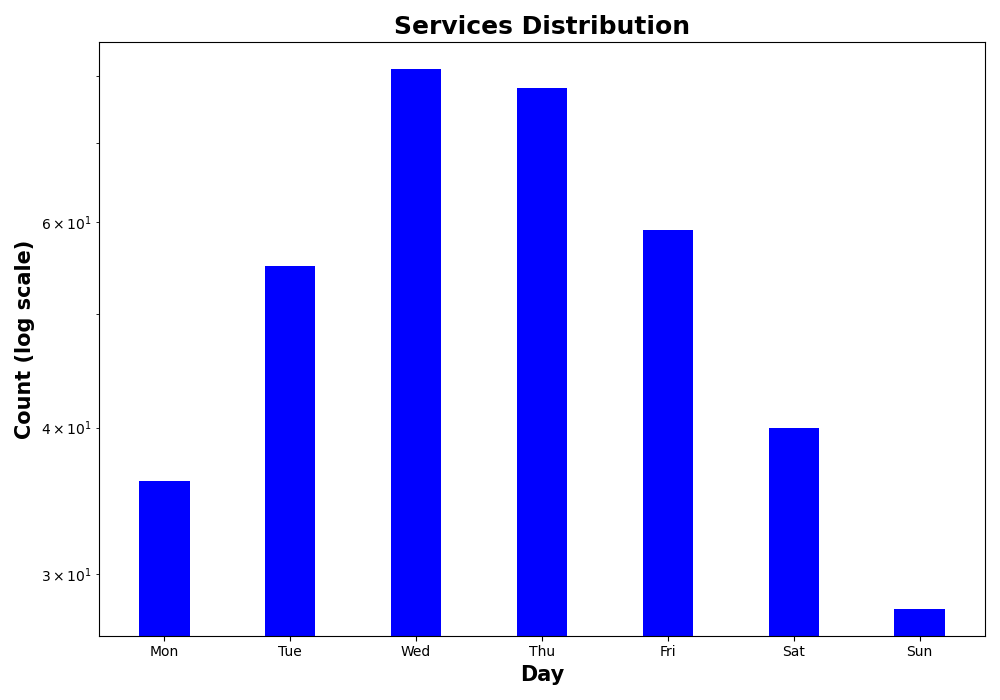 Services Distribution
Count (log scale)
6 × 10¹
4 × 10¹
3 × 10¹
Mon Tue Wed Thu Fri Sat Sun
Day